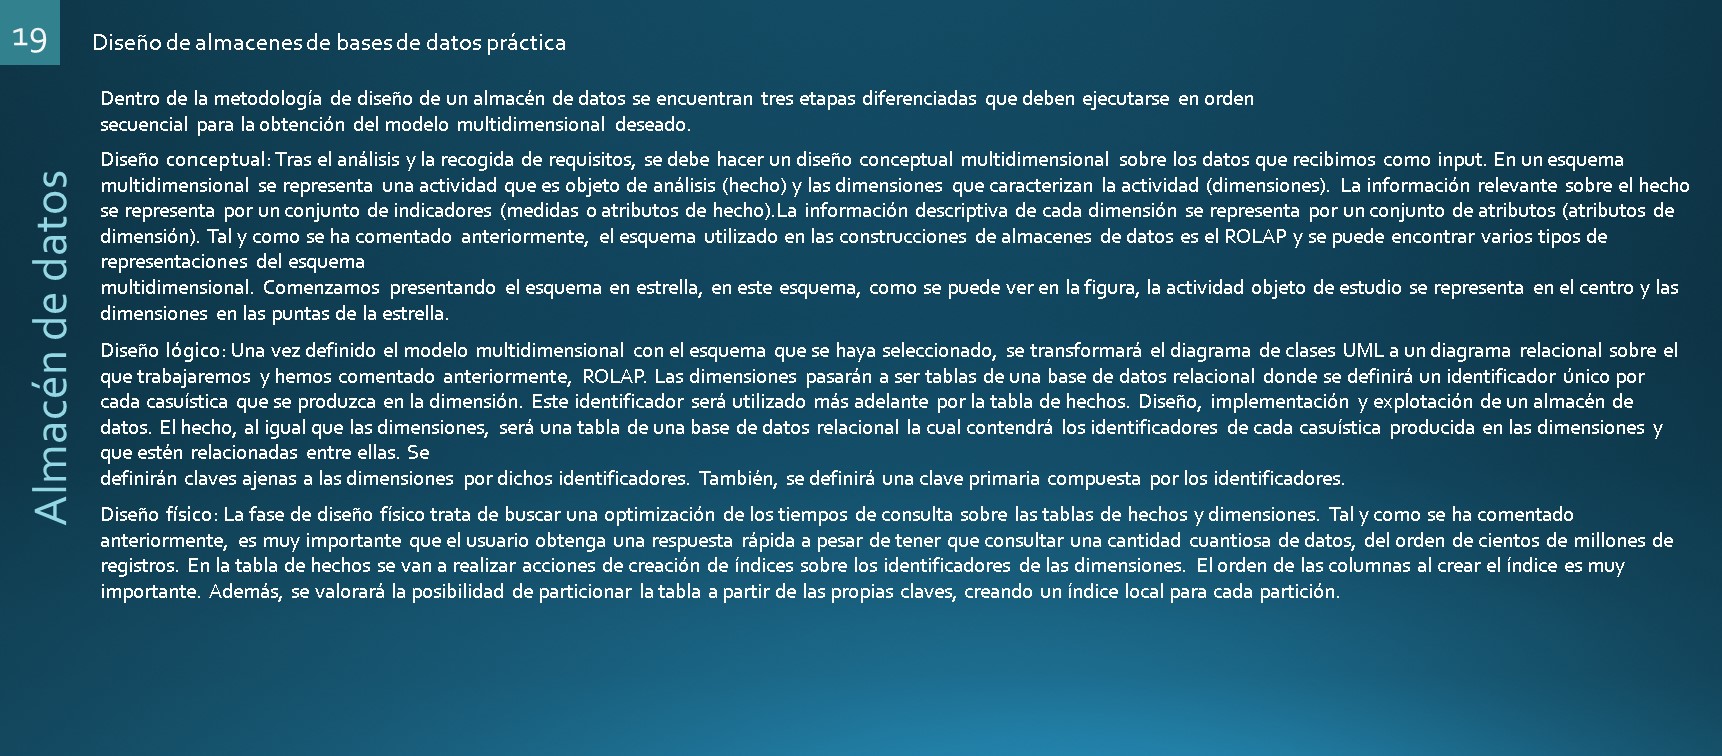 19
Diseño de almacenes de bases de datos práctica
Almacén de datos
Dentro de la metodología de diseño de un almacén de datos se encuentran tres etapas diferenciadas que deben ejecutarse en orden
secuencial para la obtención del modelo multidimensional deseado.
Diseño conceptual: Tras el análisis y la recogida de requisitos, se debe hacer un diseño conceptual multidimensional sobre los datos que recibimos como input. En un esquema
multidimensional se representa una actividad que es objeto de análisis (hecho) y las dimensiones que caracterizan la actividad (dimensiones). La información relevante sobre el hecho
se representa por un conjunto de indicadores (medidas o atributos de hecho).La información descriptiva de cada dimensión se representa por un conjunto de atributos (atributos de
dimensión). Tal y como se ha comentado anteriormente, el esquema utilizado en las construcciones de almacenes de datos es el ROLAP y se puede encontrar varios tipos de
representaciones del esquema
multidimensional. Comenzamos presentando el esquema en estrella, en este esquema, como se puede ver en la figura, la actividad objeto de estudio se representa en el centro y las
dimensiones en las puntas de la estrella.
Diseño lógico: Una vez definido el modelo multidimensional con el esquema que se haya seleccionado, se transformará el diagrama de clases UML a un diagrama relacional sobre el
que trabajaremos y hemos comentado anteriormente, ROLAP. Las dimensiones pasarán a ser tablas de una base de datos relacional donde se definirá un identificador único por
cada casuística que se produzca en la dimensión. Este identificador será utilizado más adelante por la tabla de hechos. Diseño, implementación y explotación de un almacén de
datos. El hecho, al igual que las dimensiones, será una tabla de una base de datos relacional la cual contendrá los identificadores de cada casuística producida en las dimensiones y
que estén relacionadas entre ellas. Se
definirán claves ajenas a las dimensiones por dichos identificadores. También, se definirá una clave primaria compuesta por los identificadores.
Diseño físico: La fase de diseño físico trata de buscar una optimización de los tiempos de consulta sobre las tablas de hechos y dimensiones. Tal y como se ha comentado
anteriormente, es muy importante que el usuario obtenga una respuesta rápida a pesar de tener que consultar una cantidad cuantiosa de datos, del orden de cientos de millones de
registros. En la tabla de hechos se van a realizar acciones de creación de índices sobre los identificadores de las dimensiones. El orden de las columnas al crear el índice es muy
importante. Además, se valorará la posibilidad de particionar la tabla a partir de las propias claves, creando un índice local para cada partición.